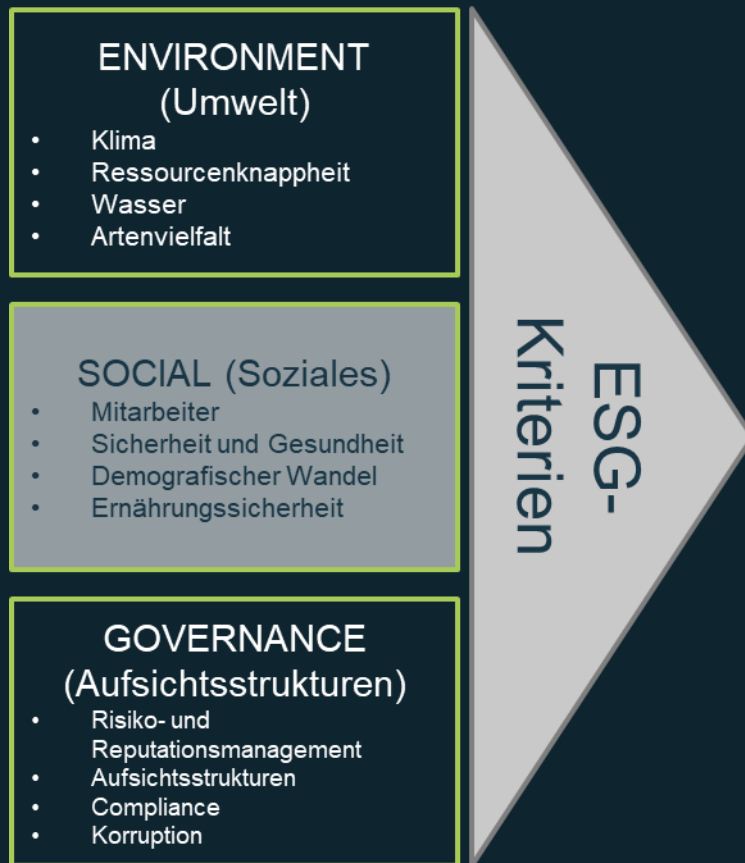 ENVIRONMENT
(Umwelt)
• Klima
• Ressourcenknappheit
• Wasser
• Artenvielfalt
SOCIAL (Soziales)
• Mitarbeiter
• Sicherheit und Gesundheit
• Demografischer Wandel
• Ernährungssicherheit
GOVERNANCE
(Aufsichtsstrukturen)
• Risiko- und
Reputationsmanagement
• Aufsichtsstrukturen
• Compliance
• Korruption
ESG-
Kriterien